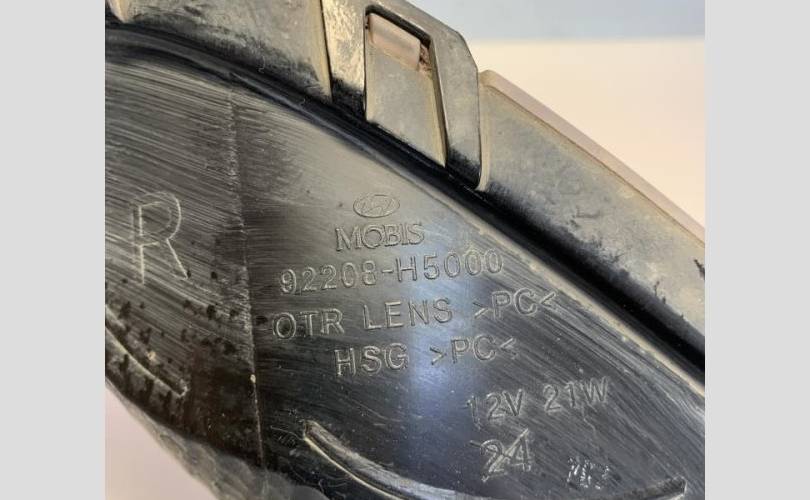 R
MOBIS
92208-H5000
OTR LENS >PC<
HSG >PC<
12V 21W
24